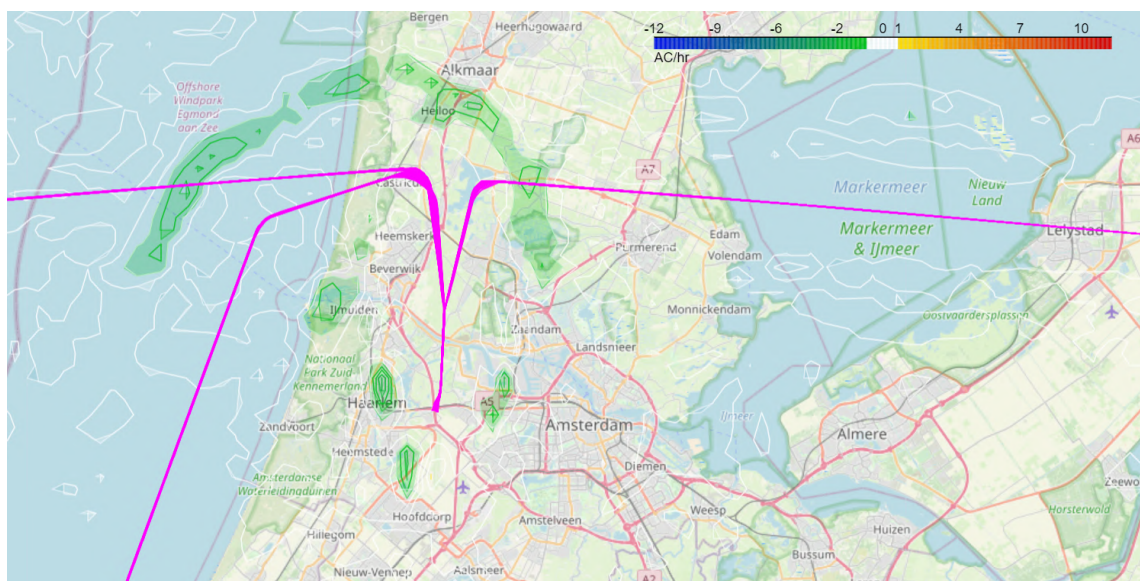 Bergen
Heerhugowaard
-12 -9 -6 -2 0 1 4 7 10
AC/hr
Alkmaar
Offshore
Windpark
Egmond
aan Zee
Heiloo
A6
A7
Castricum
Markermeer
Nieuw
Land
Markermeer
& IJmeer
Lelystad
Heemskerk
Edam
Volendam
Purmerend
Beverwijk
IJmuiden
Monnickendam
Oostvaardersplassen
Zaandam
Landsmeer
Nationaal
Park Zuid
Kennemerland
Haarlem
A5
IJmeer
Zandvoort
Amsterdam
Almere
Heemstede
Diemen
Amsterdamse
Waterleidingduinen
Zeewo
Weesp
Hoofddorp
Amstelveen
Horsterwold
Hillegom
Huizen
Bussum
Nieuw-Vennep
Aalsmeer
A2